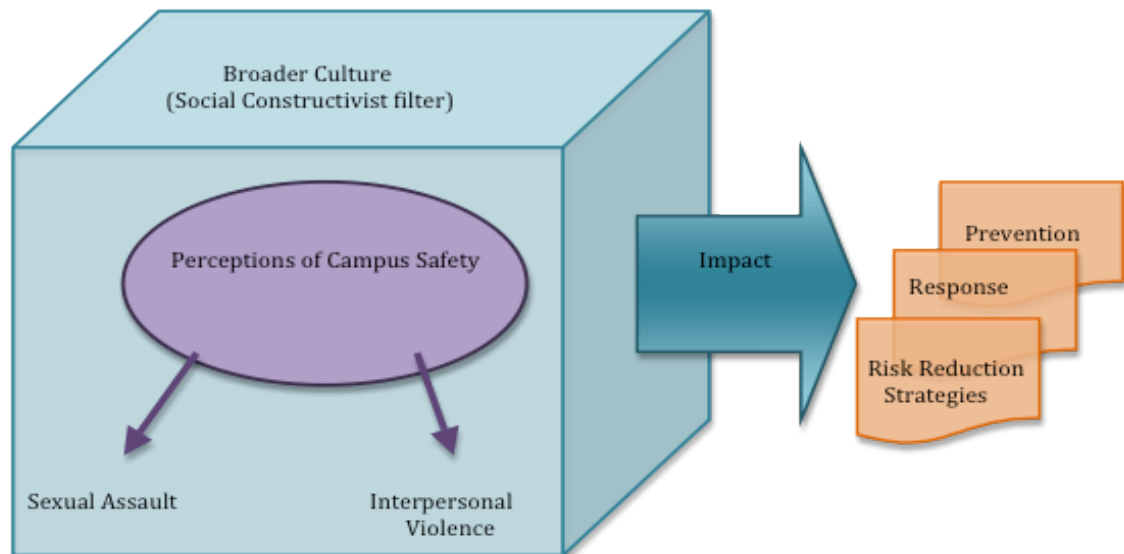 Broader Culture
(Social Constructivist filter)
Perceptions of Campus Safety
Sexual Assault
Interpersonal
Violence
Impact
Prevention
Response
Risk Reduction
Strategies